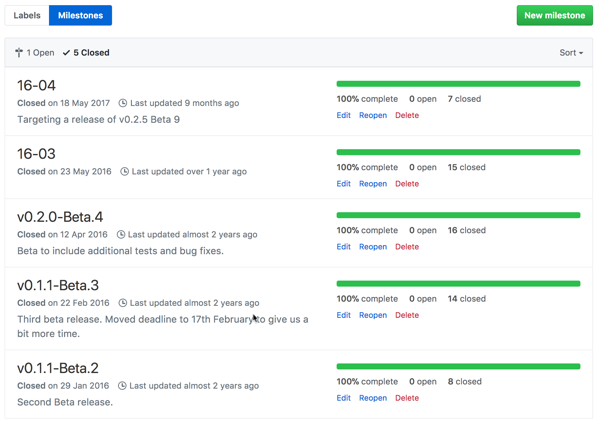 Labels Milestones New milestone
1 Open 5 Closed Sort
16-04
Closed on 18 May 2017 Last updated 9 months ago
Targeting a release of v0.2.5 Beta 9
100% complete 0 open 7 closed
Edit Reopen Delete
16-03
Closed on 23 May 2016 Last updated over 1 year ago
100% complete 0 open 15 closed
Edit Reopen Delete
v0.2.0-Beta.4
Closed on 12 Apr 2016 Last updated almost 2 years ago
Beta to include additional tests and bug fixes.
100% complete 0 open 16 closed
Edit Reopen Delete
v0.1.1-Beta.3
Closed on 22 Feb 2016 Last updated almost 2 years ago
Third beta release. Moved deadline to 17th February to give us a
bit more time.
100% complete 0 open 14 closed
Edit Reopen Delete
v0.1.1-Beta.2
Closed on 29 Jan 2016 Last updated almost 2 years ago
Second Beta release.
100% complete 0 open 8 closed
Edit Reopen Delete